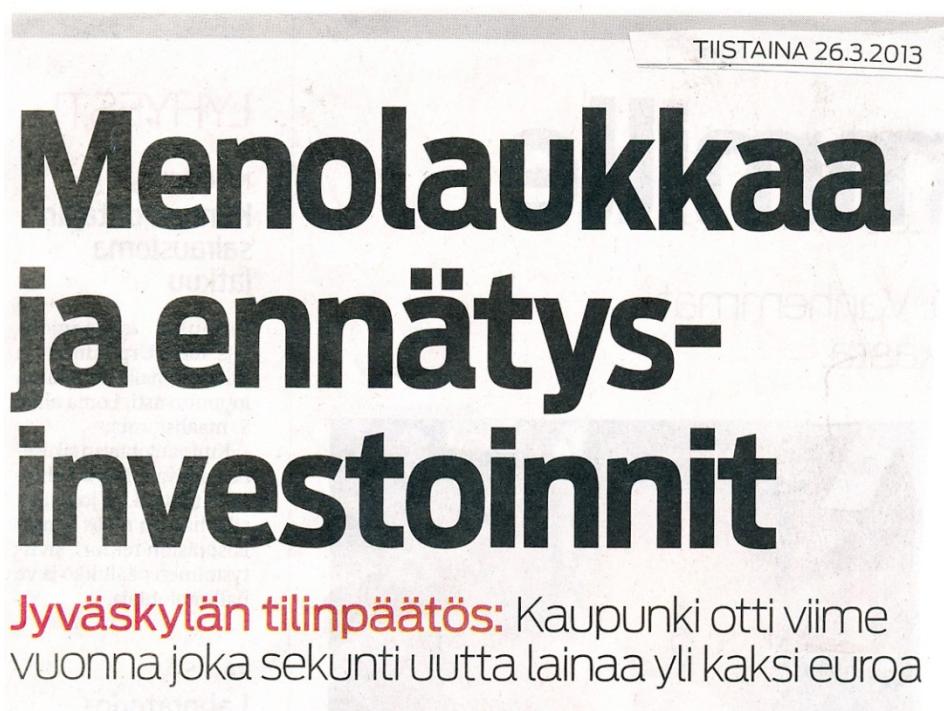 TIISTAINA 26.3.2013
Menolaukkaa
ja ennätys-
investoinnit
Jyväskylän tilinpäätös: Kaupunki otti viime
vuonna joka sekunti uutta lainaa yli kaksi euroa